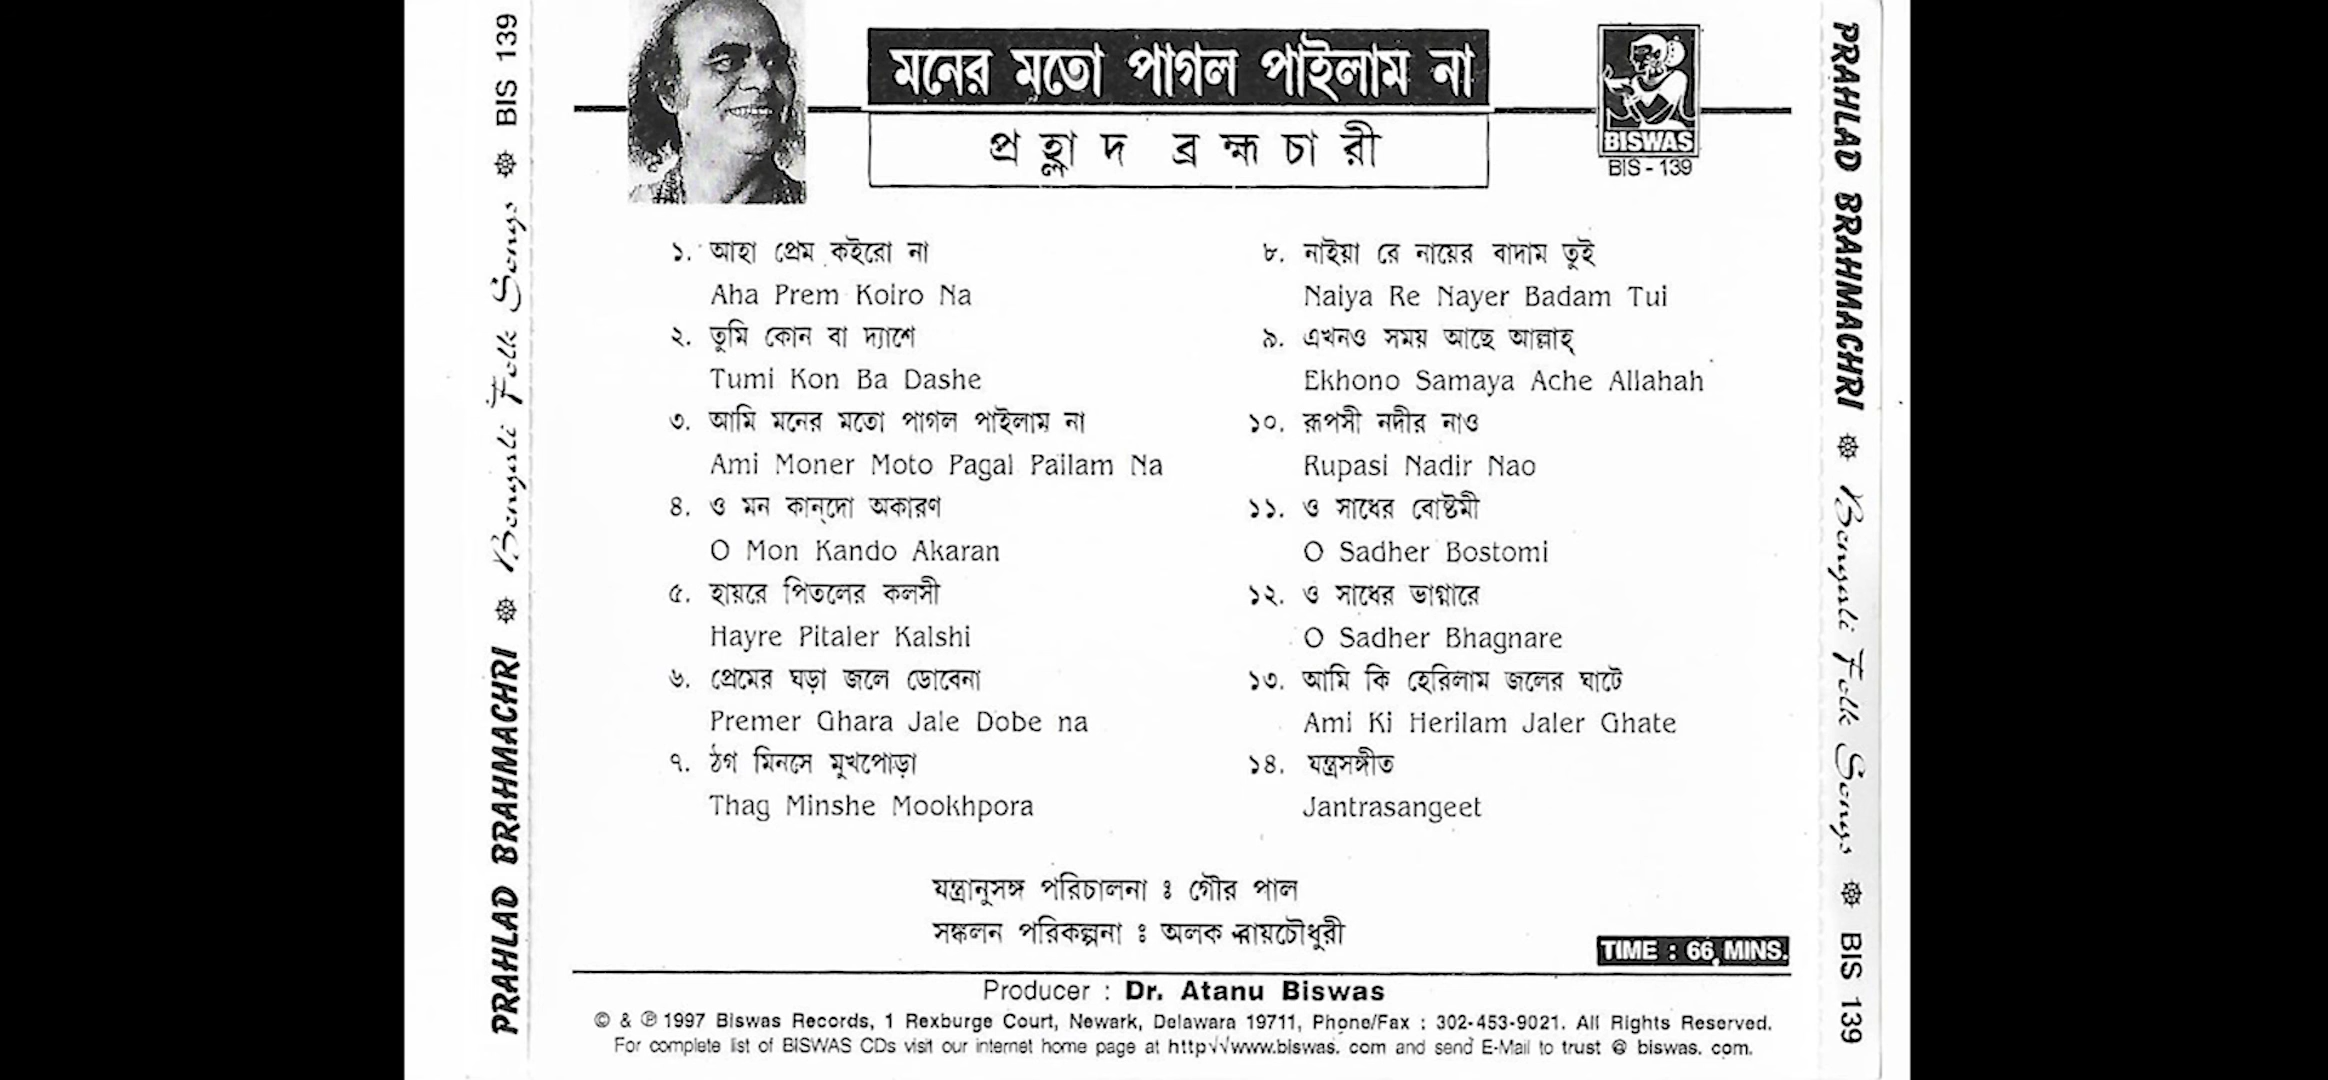 মনের মতো পাগল পাইলাম না
প্রহ্লাদ ব্রহ্মচারী
BISWAS
BIS - 139
১. আহা প্রেম কইরো না
Aha Prem Koiro Na
২. তুমি কোন বা দ্যাশে
Tumi Kon Ba Dashe
৩. আমি মনের মতো পাগল পাইলাম না
Ami Moner Moto Pagal Pailam Na
৪. ও মন কান্দো অকারণ
O Mon Kando Akaran
৫. হায়রে পিতলের কলসী
Hayre Pitaler Kalshi
৬. প্রেমের ঘড়া জলে ডোবেনা
Premer Ghara Jale Dobe na
৭. ঠগ মিনসে মুখপোড়া
Thag Minshe Mookhpora
৮. নাইয়া রে নায়ের বাদাম তুই
Naiya Re Nayer Badam Tui
৯. এখনও সময় আছে আল্লাহ্
Ekhono Samaya Ache Allahah
১০. রূপসী নদীর নাও
Rupasi Nadir Nao
১১. ও সাধের বোষ্টমী
O Sadher Bostomi
১২. ও সাধের ভাগ্নারে
O Sadher Bhagnare
১৩. আমি কি হেরিলাম জলের ঘাটে
Ami Ki Herilam Jaler Ghate
১৪. যন্ত্রসঙ্গীত
Jantrasangeet
যন্ত্রানুসঙ্গ পরিচালনা ঃ গৌর পাল
সঙ্কলন পরিকল্পনা ঃ অলক রায়চৌধুরী
TIME : 66 MINS.
Producer : Dr. Atanu Biswas
© & ℗ 1997 Biswas Records, 1 Rexburge Court, Newark, Delawara 19711, Phone/Fax : 302-453-9021. All Rights Reserved.
For complete list of BISWAS CDs visit our internet home page at http√√www.biswas. com and send E-Mail to trust @ biswas. com.
PRAHLAD BRAHMACHRI ☸ Bengali Folk Songs ☸ BIS 139
PRAHLAD BRAHMACHRI ☸ Bengali Folk Songs ☸ BIS 139